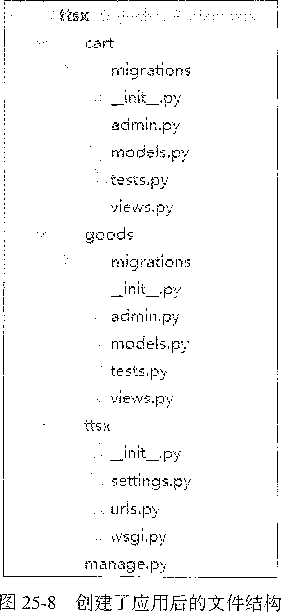 ttsx
cart
migrations
__init__.py
admin.py
models.py
tests.py
views.py
goods
migrations
__init__.py
admin.py
models.py
tests.py
views.py
ttsx
__init__.py
settings.py
urls.py
wsgi.py
manage.py
图 25-8 创建了应用后的文件结构